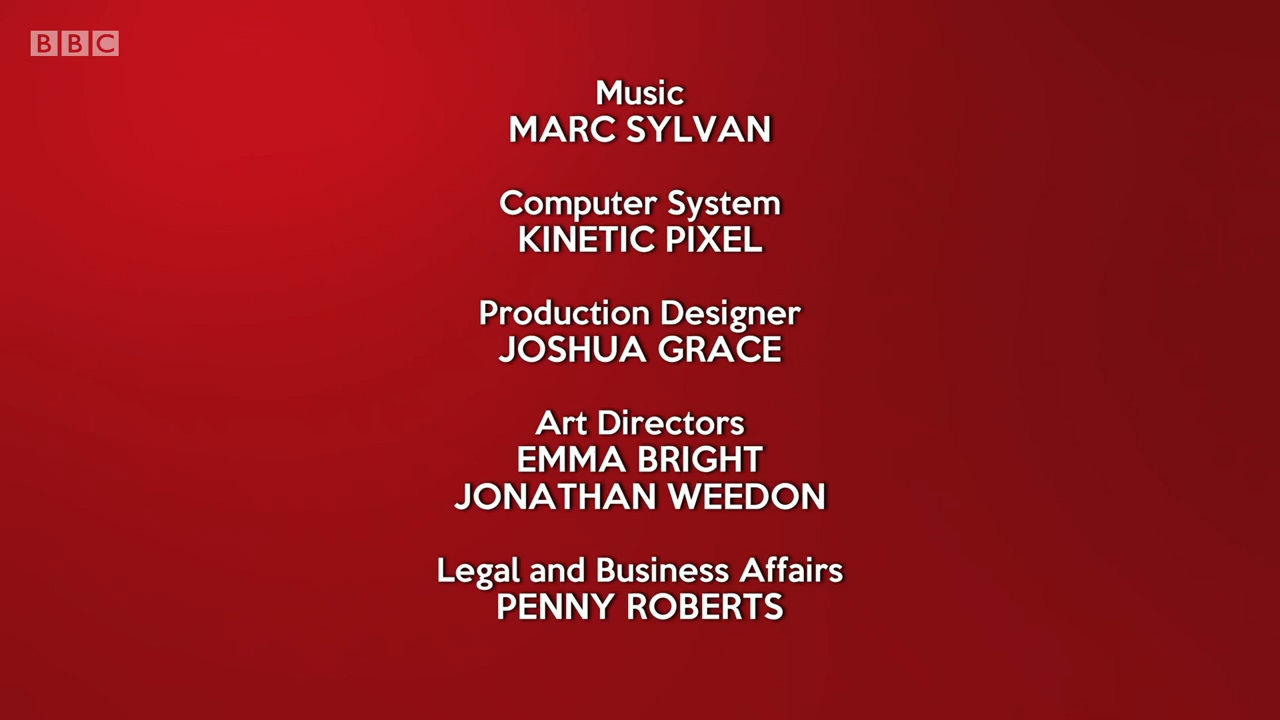 BBC
Music
MARC SYLVAN
Computer System
KINETIC PIXEL
Production Designer
JOSHUA GRACE
Art Directors
EMMA BRIGHT
JONATHAN WEEDON
Legal and Business Affairs
PENNY ROBERTS